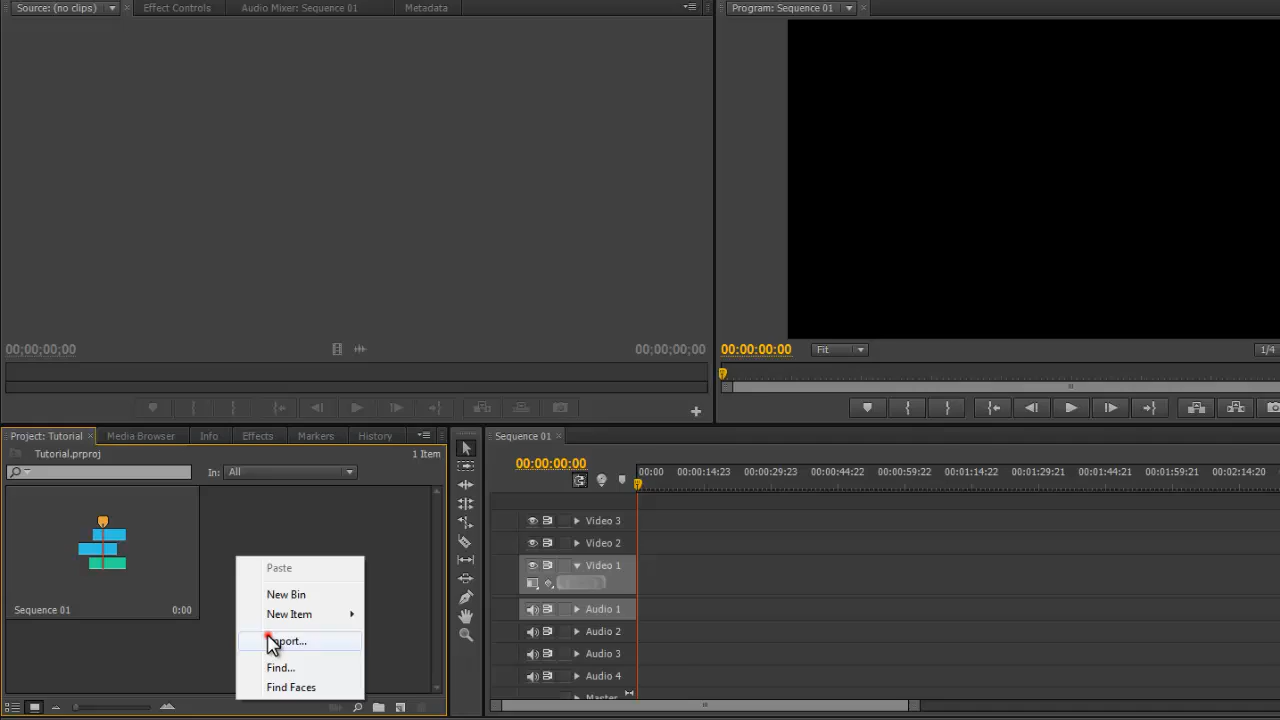 Source: (no clips)
Effect Controls
Audio Mixer: Sequence 01
Metadata
Program: Sequence 01
00;00;00;00
00;00;00;00
00:00:00:00
Fit
1/4
Project: Tutorial
Media Browser
Info
Effects
Markers
History
Tutorial.prproj
1 Item
In: All
Sequence 01
0:00
Paste
New Bin
New Item
Find...
Find Faces
Sequence 01
00:00:00:00
00:00 00:00:14:23 00:00:29:23 00:00:44:22 00:00:59:22 00:01:14:22 00:01:29:21 00:01:44:21 00:01:59:21 00:02:14:20
Video 3
Video 2
Video 1
Audio 1
Audio 2
Audio 3
Audio 4
Master